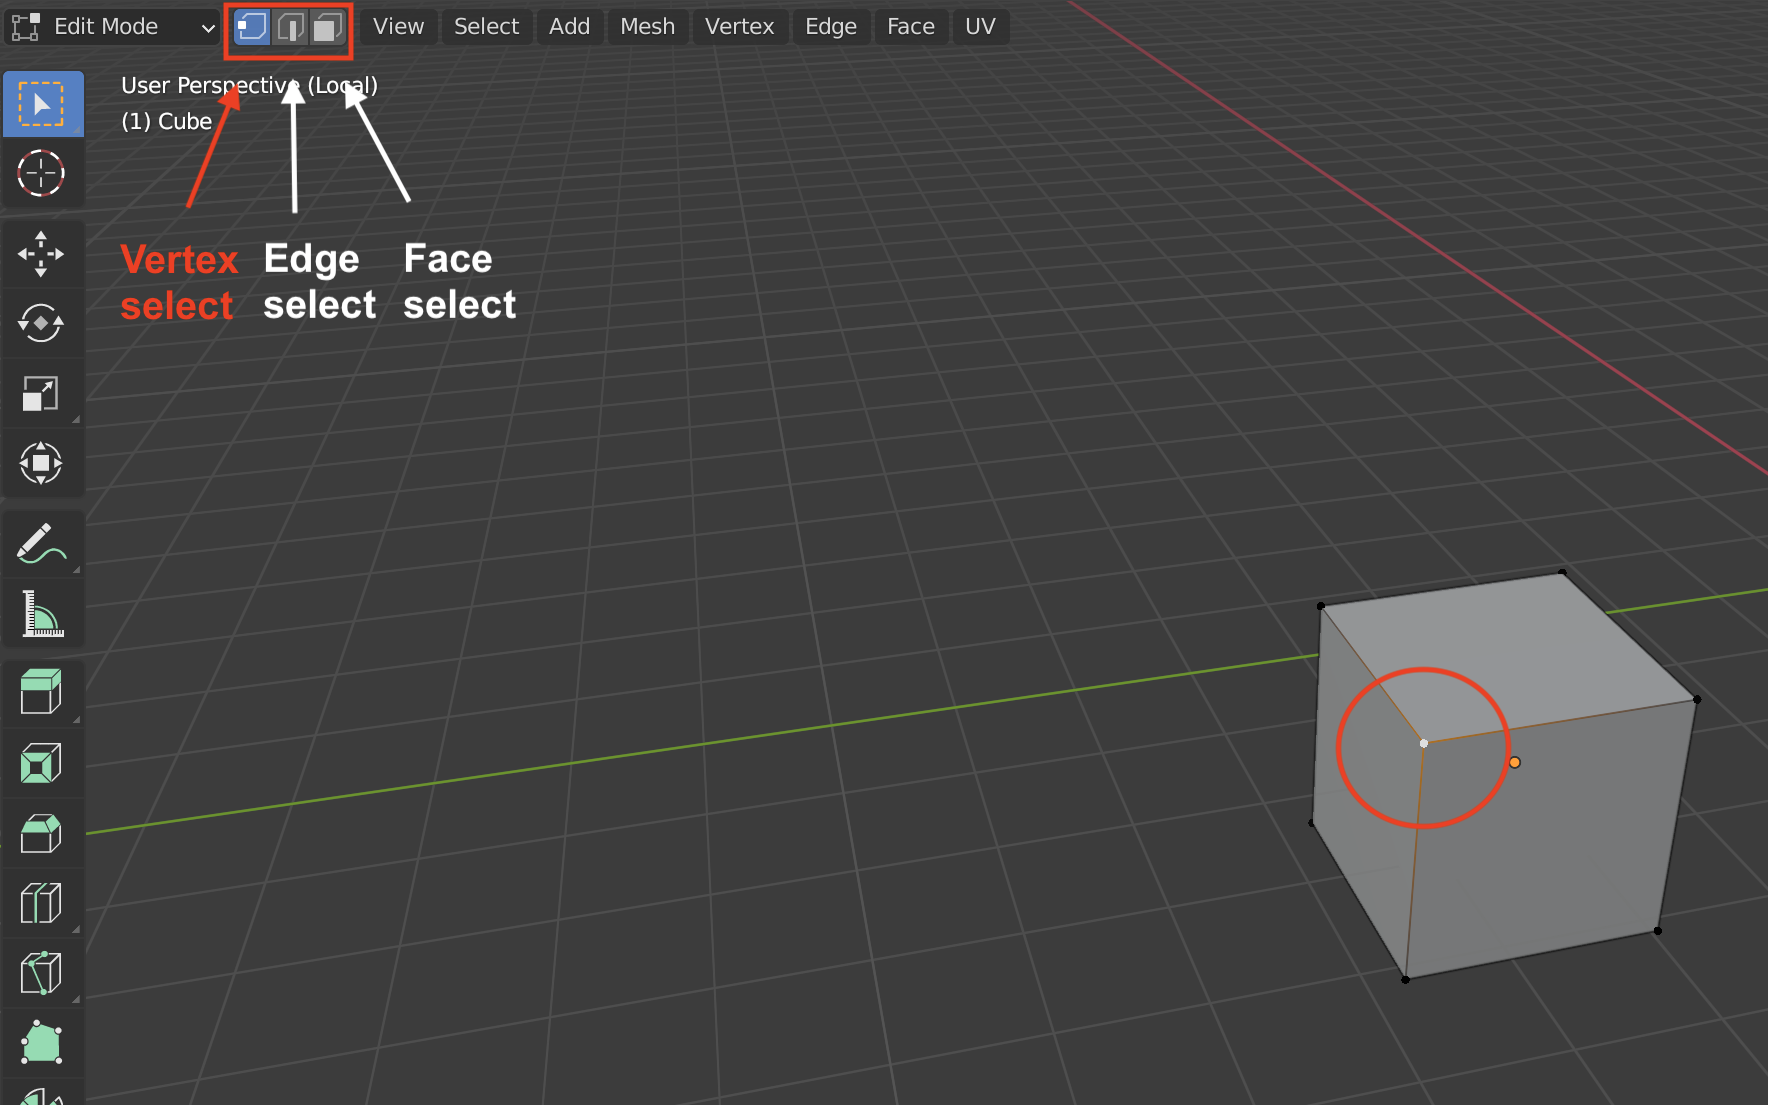 Edit Mode View Select Add Mesh Vertex Edge Face UV
User Perspective (Local)
(1) Cube
Vertex select
Edge select
Face select